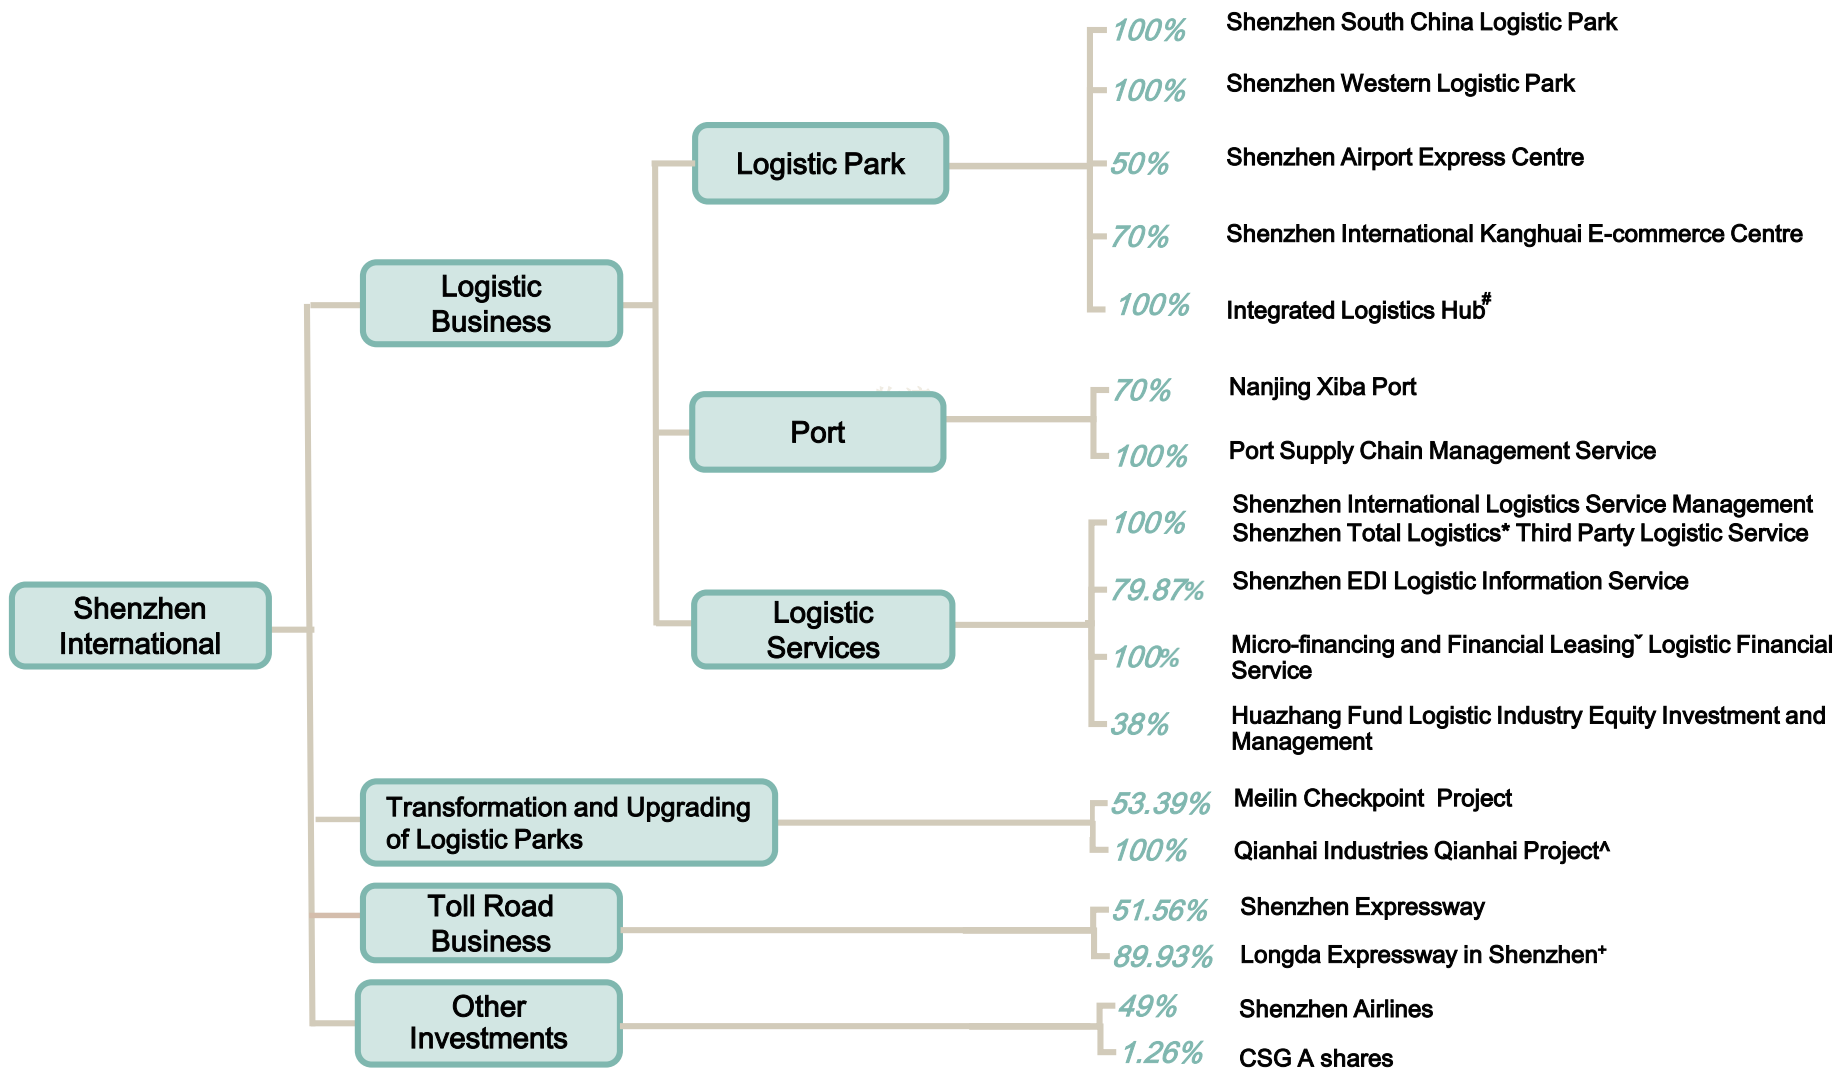 Shenzhen
International
Logistic
Business
Logistic Park
100% Shenzhen South China Logistic Park
100% Shenzhen Western Logistic Park
50% Shenzhen Airport Express Centre
70% Shenzhen International Kanghuai E-commerce Centre
100% Integrated Logistics Hub#
Port
70% Nanjing Xiba Port
100% Port Supply Chain Management Service
Logistic
Services
100% Shenzhen International Logistics Service Management
Shenzhen Total Logistics* Third Party Logistic Service
79.87% Shenzhen EDI Logistic Information Service
100% Micro-financing and Financial Leasingˇ Logistic Financial
Service
38% Huazhang Fund Logistic Industry Equity Investment and
Management
Transformation and Upgrading
of Logistic Parks
53.39% Meilin Checkpoint Project
100% Qianhai Industries Qianhai Project^
Toll Road
Business
51.56% Shenzhen Expressway
89.93% Longda Expressway in Shenzhen+
Other
Investments
49% Shenzhen Airlines
1.26% CSG A shares